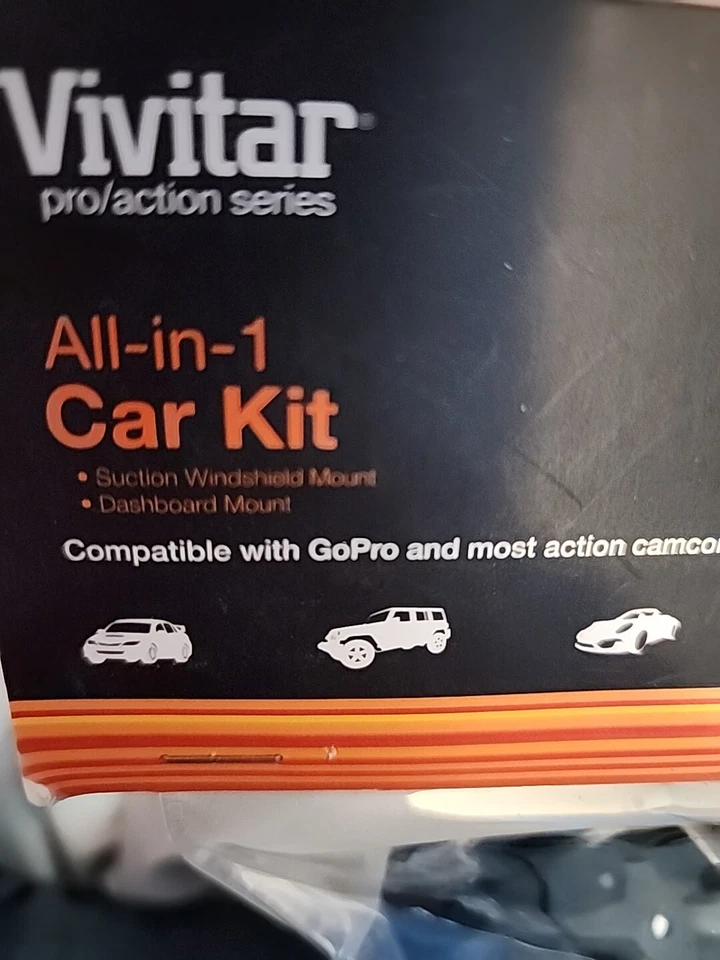 Vivitar
pro/action series
All-in-1
Car Kit
• Suction Windshield Mount
• Dashboard Mount
Compatible with GoPro and most action camco